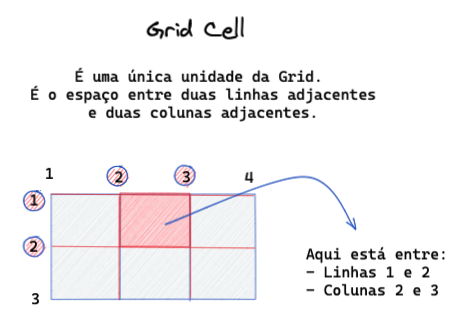 Grid Cell
É uma única unidade da Grid.
É o espaço entre duas linhas adjacentes
e duas colunas adjacentes.
1 2 3 4
1
2
3
Aqui está entre:
- Linhas 1 e 2
- Colunas 2 e 3